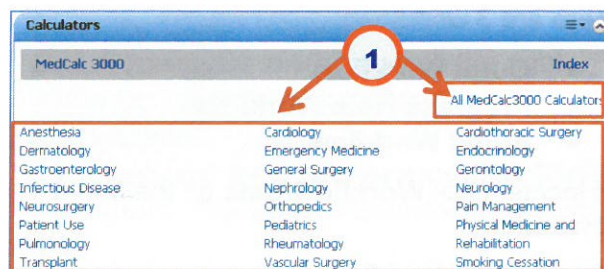 Calculators
MedCalc 3000 Index
1
All MedCalc3000 Calculators
Anesthesia Cardiology Cardiothoracic Surgery
Dermatology Emergency Medicine Endocrinology
Gastroenterology General Surgery Gerontology
Infectious Disease Nephrology Neurology
Neurosurgery Orthopedics Pain Management
Patient Use Pediatrics Physical Medicine and
Pulmonology Rheumatology Rehabilitation
Transplant Vascular Surgery Smoking Cessation